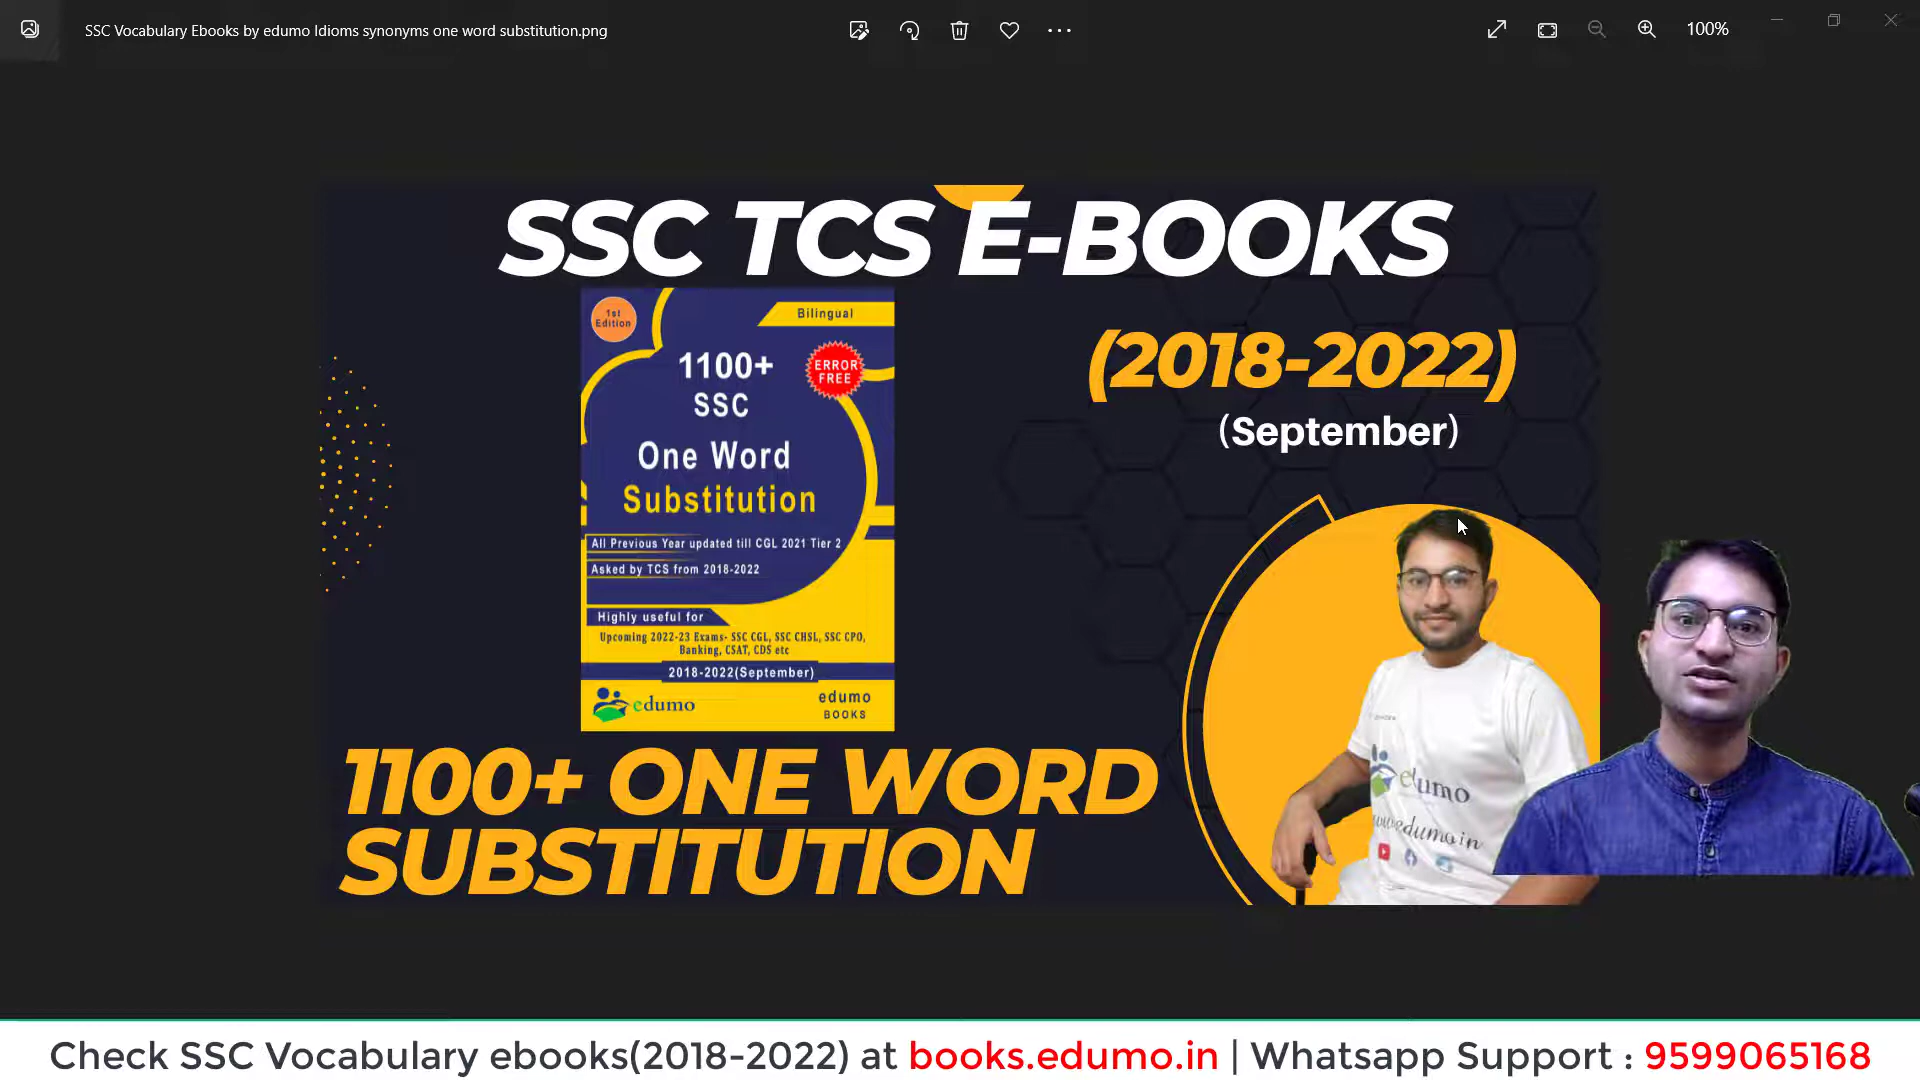 SSC Vocabulary Ebooks by edumo Idioms synonyms one word substitution.png
100%
SSC TCS E-BOOKS
1st
Edition
Bilingual
1100+
SSC
ERROR
FREE
One Word
Substitution
All Previous Year updated till CGL 2021 Tier 2
Asked by TCS from 2018-2022
Highly useful for
Upcoming 2022-23 Exams- SSC CGL, SSC CHSL, SSC CPO,
Banking, CSAT, CDS etc
2018-2022(September)
edumo
edumo
BOOKS
(2018-2022)
(September)
edumo
www.edumo.in
1100+ ONE WORD
SUBSTITUTION
Check SSC Vocabulary ebooks(2018-2022) at books.edumo.in | Whatsapp Support : 9599065168